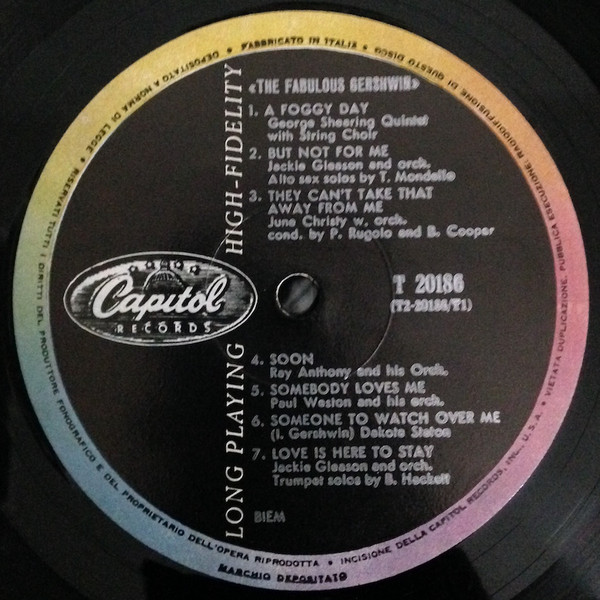 «THE FABULOUS GERSHWIN»
1. A FOGGY DAY
George Sheering Quintet
with String Choir
2. BUT NOT FOR ME
Jackie Gleason and orch.
Alto sex solos by T. Mondello
3. THEY CAN'T TAKE THAT
AWAY FROM ME
June Christy w. orch.
cond. by P. Rugolo and B. Cooper
T 20186
(T2-20186/T1)
4. SOON
Ray Anthony and his Orch.
5. SOMEBODY LOVES ME
Paul Weston and his orch.
6. SOMEONE TO WATCH OVER ME
(I. Gershwin) Dakota Staton
7. LOVE IS HERE TO STAY
Jackie Gleason and orch.
Trumpet solos by B. Hackett
BIEM
LONG PLAYING HIGH-FIDELITY
Capitol
RECORDS
FABBRICATO IN ITALIA • RADIODIFFUSIONE DI QUESTO DISCO
VIETATA DUPLICAZIONE, PUBBLICA ESECUZIONE,
INCISIONE DELLA CAPITOL RECORDS, INC., U.S.A. •
MARCHIO DEPOSITATO
RISERVATI TUTTI I DIRITTI DEL PRODUTTORE FONOGRAFICO E DEL PROPRIETARIO DELL'OPERA RIPRODOTTA •
DEPOSITATO A NORMA DI LEGGE •